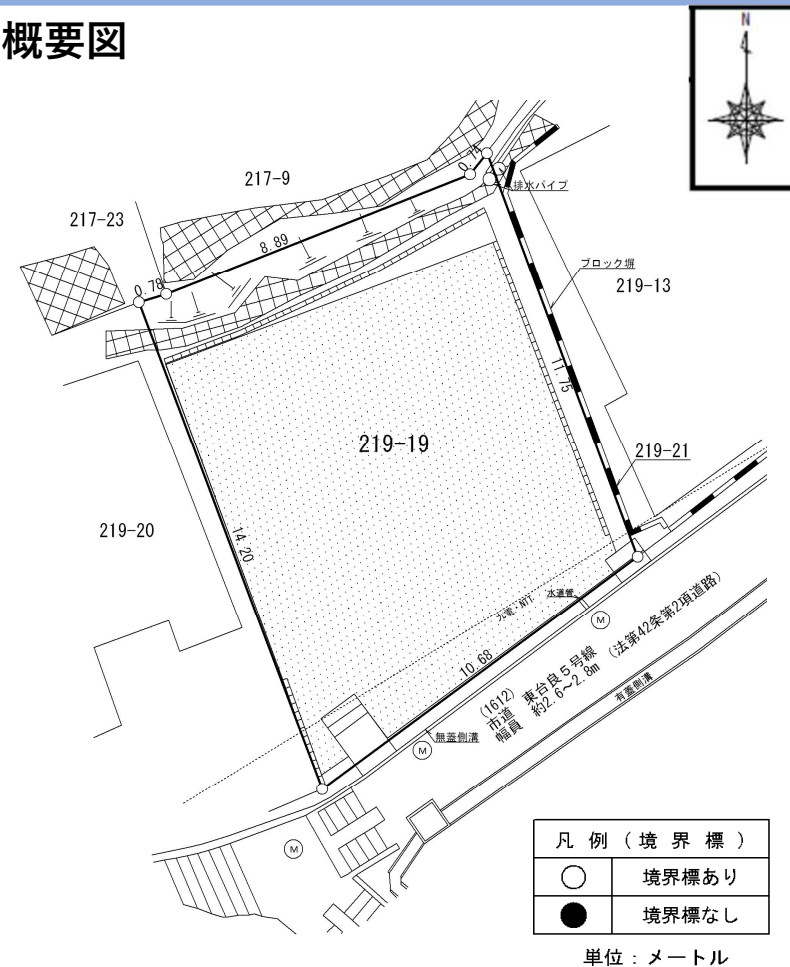 概要図
N
217-9
217-23
0.74
排水パイプ
8.89
0.78
ブロック塀
219-13
11.75
219-19
219-21
219-20
14.20
九電・NTT
水道管
M
10.68
(1612)
市道 東台良5号線 (法第42条第2項道路)
幅員 約2.6～2.8m
有蓋側溝
無蓋側溝
M
M
凡例(境界標)
境界標あり
境界標なし
単位：メートル